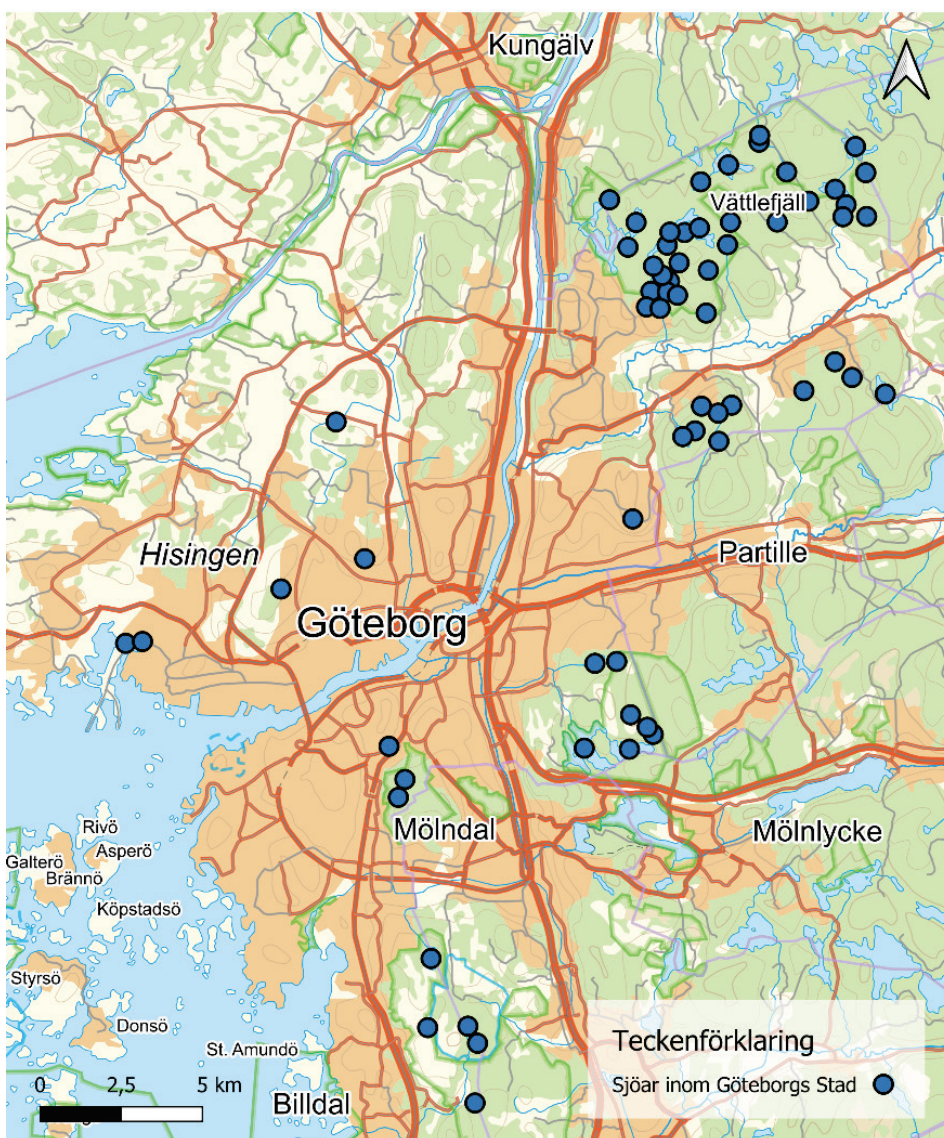 Kungälv
Vättlefjäll
Hisingen
Partille
Göteborg
Mölndal
Mölnlycke
Rivö
Asperö
Galterö
Brännö
Köpstadsö
Styrsö
Donsö
St. Amundö
Billdal
0 2,5 5 km
Teckenförklaring
Sjöar inom Göteborgs Stad